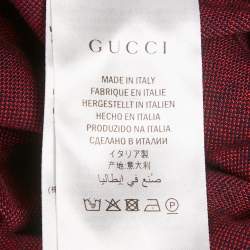 GUCCI
MADE IN ITALY
FABRIQUE EN ITALIE
HERGESTELLT IN ITALIEN
HECHO EN ITALIA
PRODUZIDO NA ITALIA
СДЕЛАНО В ИТАЛИИ
イタリア製
产地:意大利
صنع في ايطاليا